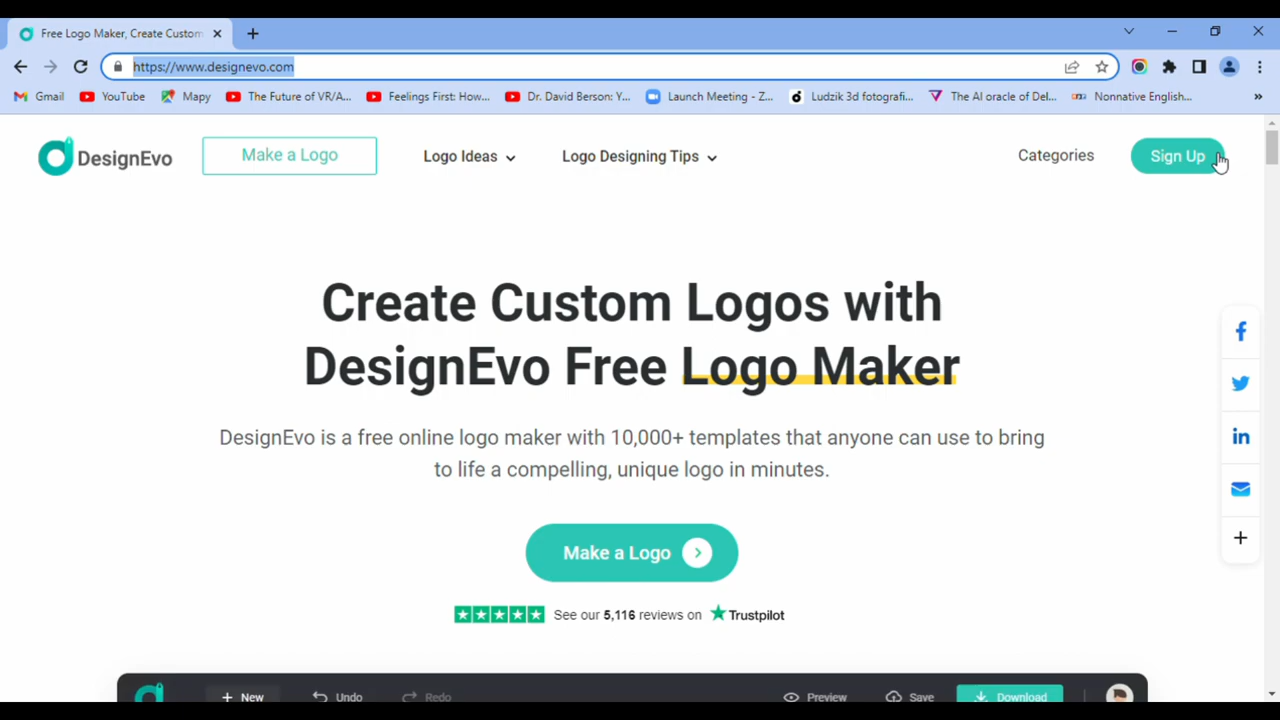 Free Logo Maker, Create Custom
https://www.designevo.com
Gmail
YouTube
Mapy
The Future of VR/A...
Feelings First: How...
Dr. David Berson: Y...
Launch Meeting - Z...
Ludzik 3d fotografi...
The AI oracle of Del...
Nonnative English...
DesignEvo
Make a Logo
Logo Ideas
Logo Designing Tips
Categories
Sign Up
Create Custom Logos with
DesignEvo Free Logo Maker
DesignEvo is a free online logo maker with 10,000+ templates that anyone can use to bring
to life a compelling, unique logo in minutes.
Make a Logo
See our 5,116 reviews on Trustpilot
New
Undo
Redo
Preview
Save
Download